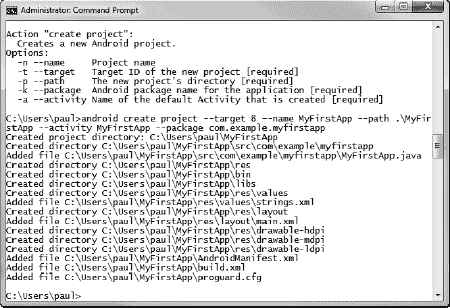 Administrator: Command Prompt
Action "create project":
Creates a new Android project.
Options:
-n --name Project name
-t --target Target ID of the new project [required]
-p --path The new project's directory [required]
-k --package Android package name for the application [required]
-a --activity Name of the default Activity that is created [required]
C:\Users\paul>android create project --target 8 --name MyFirstApp --path .\MyFir
stApp --activity MyFirstApp --package com.example.myfirstapp
Created project directory: C:\Users\paul\MyFirstApp
Created directory C:\Users\paul\MyFirstApp\src\com\example\myfirstapp
Added file C:\Users\paul\MyFirstApp\src\com\example\myfirstapp\MyFirstApp.java
Created directory C:\Users\paul\MyFirstApp\res
Created directory C:\Users\paul\MyFirstApp\bin
Created directory C:\Users\paul\MyFirstApp\libs
Created directory C:\Users\paul\MyFirstApp\res\values
Added file C:\Users\paul\MyFirstApp\res\values\strings.xml
Created directory C:\Users\paul\MyFirstApp\res\layout
Added file C:\Users\paul\MyFirstApp\res\layout\main.xml
Created directory C:\Users\paul\MyFirstApp\res\drawable-hdpi
Created directory C:\Users\paul\MyFirstApp\res\drawable-mdpi
Created directory C:\Users\paul\MyFirstApp\res\drawable-ldpi
Added file C:\Users\paul\MyFirstApp\AndroidManifest.xml
Added file C:\Users\paul\MyFirstApp\build.xml
Added file C:\Users\paul\MyFirstApp\proguard.cfg
C:\Users\paul>